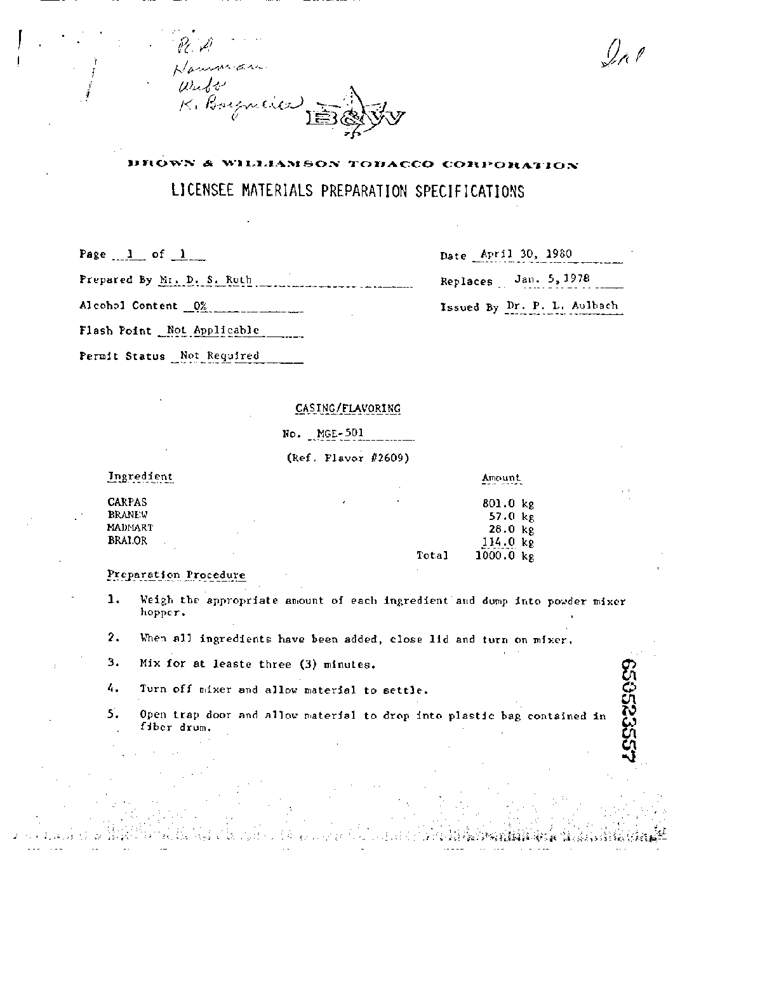 B&W
BROWN & WILLIAMSON TOBACCO CORPORATION
LICENSEE MATERIALS PREPARATION SPECIFICATIONS
Page 1 of 1
Date April 30, 1980
Prepared By Mr. D. S. Ruth
Replaces Jan. 5, 1978
Alcohol Content 0%
Issued By Dr. P. L. Aulbach
Flash Point Not Applicable
Permit Status Not Required
CASING/FLAVORING
No. MGE-501
(Ref. Flavor #2609)
Ingredient Amount
CARPAS 801.0 kg
BRANEW 57.0 kg
MADMART 28.0 kg
BRALOR 114.0 kg
Total 1000.0 kg
Preparation Procedure
1. Weigh the appropriate amount of each ingredient and dump into powder mixer
hopper.
2. When all ingredients have been added, close lid and turn on mixer.
3. Mix for at leaste three (3) minutes.
4. Turn off mixer and allow material to settle.
5. Open trap door and allow material to drop into plastic bag contained in
fiber drum.
650523557